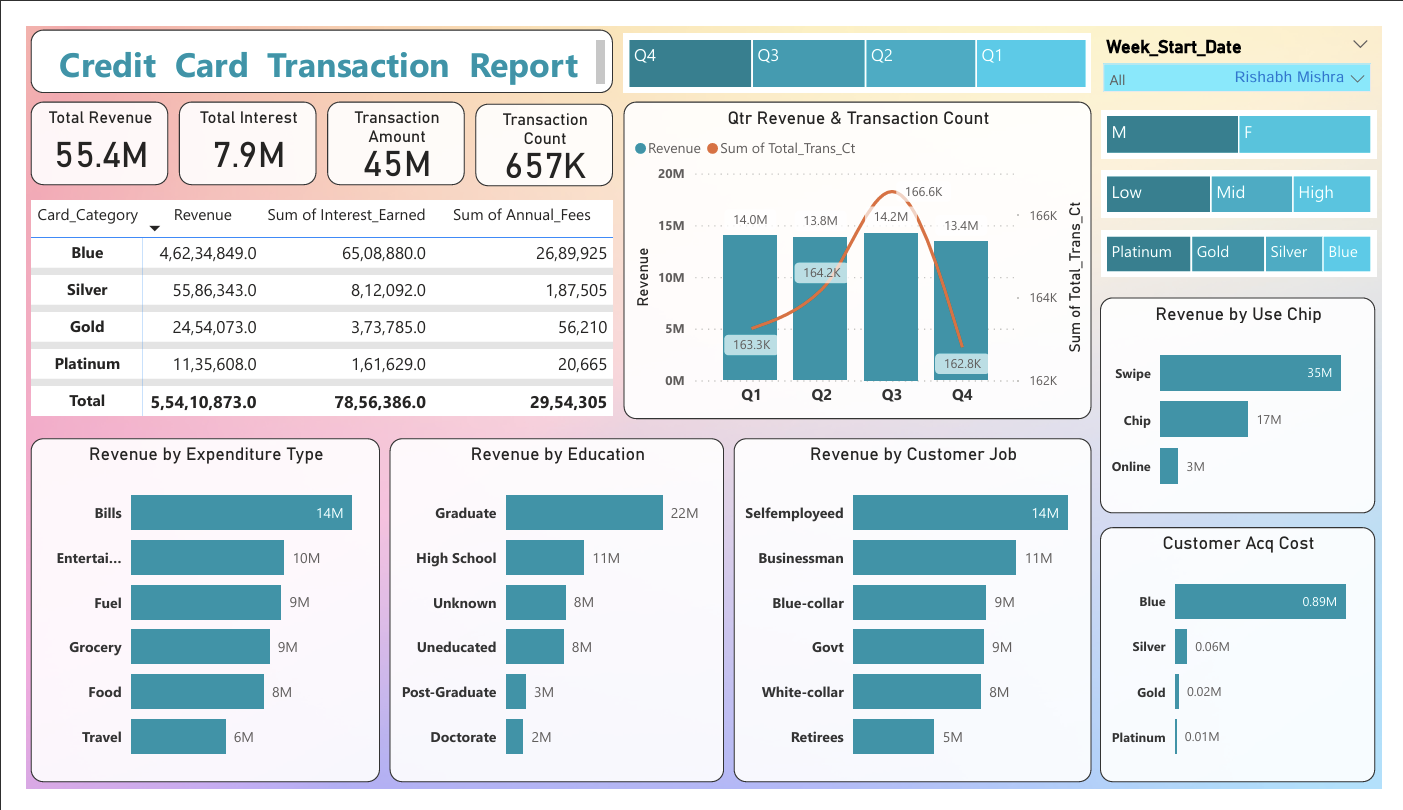 Credit Card Transaction Report
Q4 Q3 Q2 Q1
Week_Start_Date
All Rishabh Mishra
Total Revenue
55.4M
Total Interest
7.9M
Transaction
Amount
45M
Transaction
Count
657K
M F
Low Mid High
Platinum Gold Silver Blue
Card_Category Revenue Sum of Interest_Earned Sum of Annual_Fees
Blue 4,62,34,849.0 65,08,880.0 26,89,925
Silver 55,86,343.0 8,12,092.0 1,87,505
Gold 24,54,073.0 3,73,785.0 56,210
Platinum 11,35,608.0 1,61,629.0 20,665
Total 5,54,10,873.0 78,56,386.0 29,54,305
Qtr Revenue & Transaction Count
Revenue Sum of Total_Trans_Ct
Revenue
20M
15M
10M
5M
0M
14.0M 13.8M 14.2M 13.4M
163.3K 164.2K 166.6K 162.8K
Q1 Q2 Q3 Q4
166K
164K
162K
Sum of Total_Trans_Ct
Revenue by Use Chip
Swipe 35M
Chip 17M
Online 3M
Revenue by Expenditure Type
Bills 14M
Entertai... 10M
Fuel 9M
Grocery 9M
Food 8M
Travel 6M
Revenue by Education
Graduate 22M
High School 11M
Unknown 8M
Uneducated 8M
Post-Graduate 3M
Doctorate 2M
Revenue by Customer Job
Selfemployeed 14M
Businessman 11M
Blue-collar 9M
Govt 9M
White-collar 8M
Retirees 5M
Customer Acq Cost
Blue 0.89M
Silver 0.06M
Gold 0.02M
Platinum 0.01M